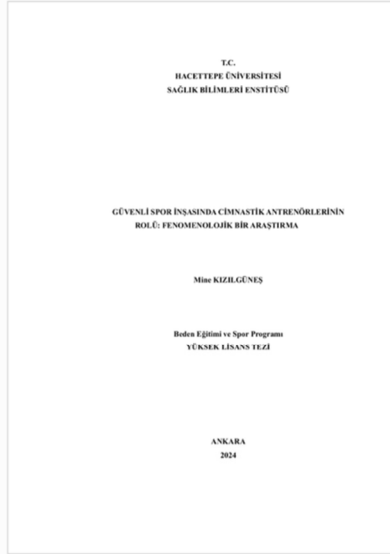 T.C.
HACETTEPE ÜNİVERSİTESİ
SAĞLIK BİLİMLERİ ENSTİTÜSÜ
GÜVENLİ SPOR İNŞASINDA CİMNASTİK ANTRENÖRLERİNİN
ROLÜ: FENOMENOLOJİK BİR ARAŞTIRMA
Mine KIZILGÜNEŞ
Beden Eğitimi ve Spor Programı
YÜKSEK LİSANS TEZİ
ANKARA
2024